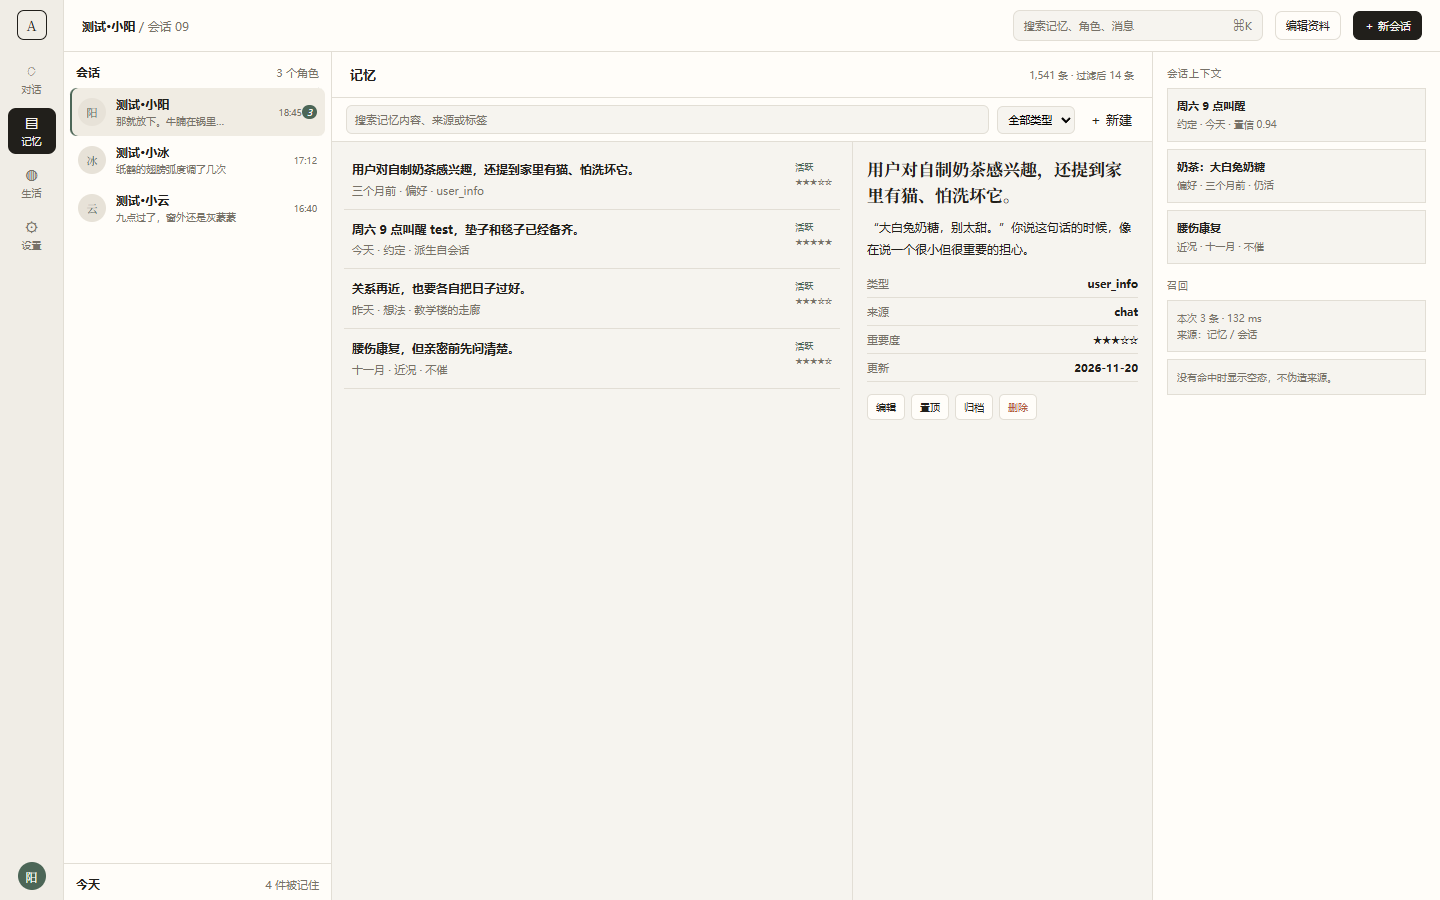 A
对话
记忆
生活
设置
阳
测试•小阳 / 会话 09
搜索记忆、角色、消息 ⌘K
编辑资料
+ 新会话
会话 3 个角色
阳
测试•小阳
那就放下。牛腩在锅里...
18:45 3
冰
测试•小冰
纸鹤的翅膀弧度调了几次
17:12
云
测试•小云
九点过了，窗外还是灰蒙蒙
16:40
今天 4 件被记住
记忆 1,541 条 · 过滤后 14 条
搜索记忆内容、来源或标签
全部类型
+ 新建
用户对自制奶茶感兴趣，还提到家里有猫、怕洗坏它。
三个月前 · 偏好 · user_info
活跃
★★★☆☆
周六 9 点叫醒 test，垫子和毯子已经备齐。
今天 · 约定 · 派生自会话
活跃
★★★★★
关系再近，也要各自把日子过好。
昨天 · 想法 · 教学楼的走廊
活跃
★★★☆☆
腰伤康复，但亲密前先问清楚。
十一月 · 近况 · 不催
活跃
★★★★☆
用户对自制奶茶感兴趣，还提到家
里有猫、怕洗坏它。
“大白兔奶糖，别太甜。”你说这句话的时候，像
在说一个很小但很重要的担心。
类型 user_info
来源 chat
重要度 ★★★☆☆
更新 2026-11-20
编辑 置顶 归档 删除
会话上下文
周六 9 点叫醒
约定 · 今天 · 置信 0.94
奶茶：大白兔奶糖
偏好 · 三个月前 · 仍活
腰伤康复
近况 · 十一月 · 不催
召回
本次 3 条 · 132 ms
来源：记忆 / 会话
没有命中时显示空态，不伪造来源。